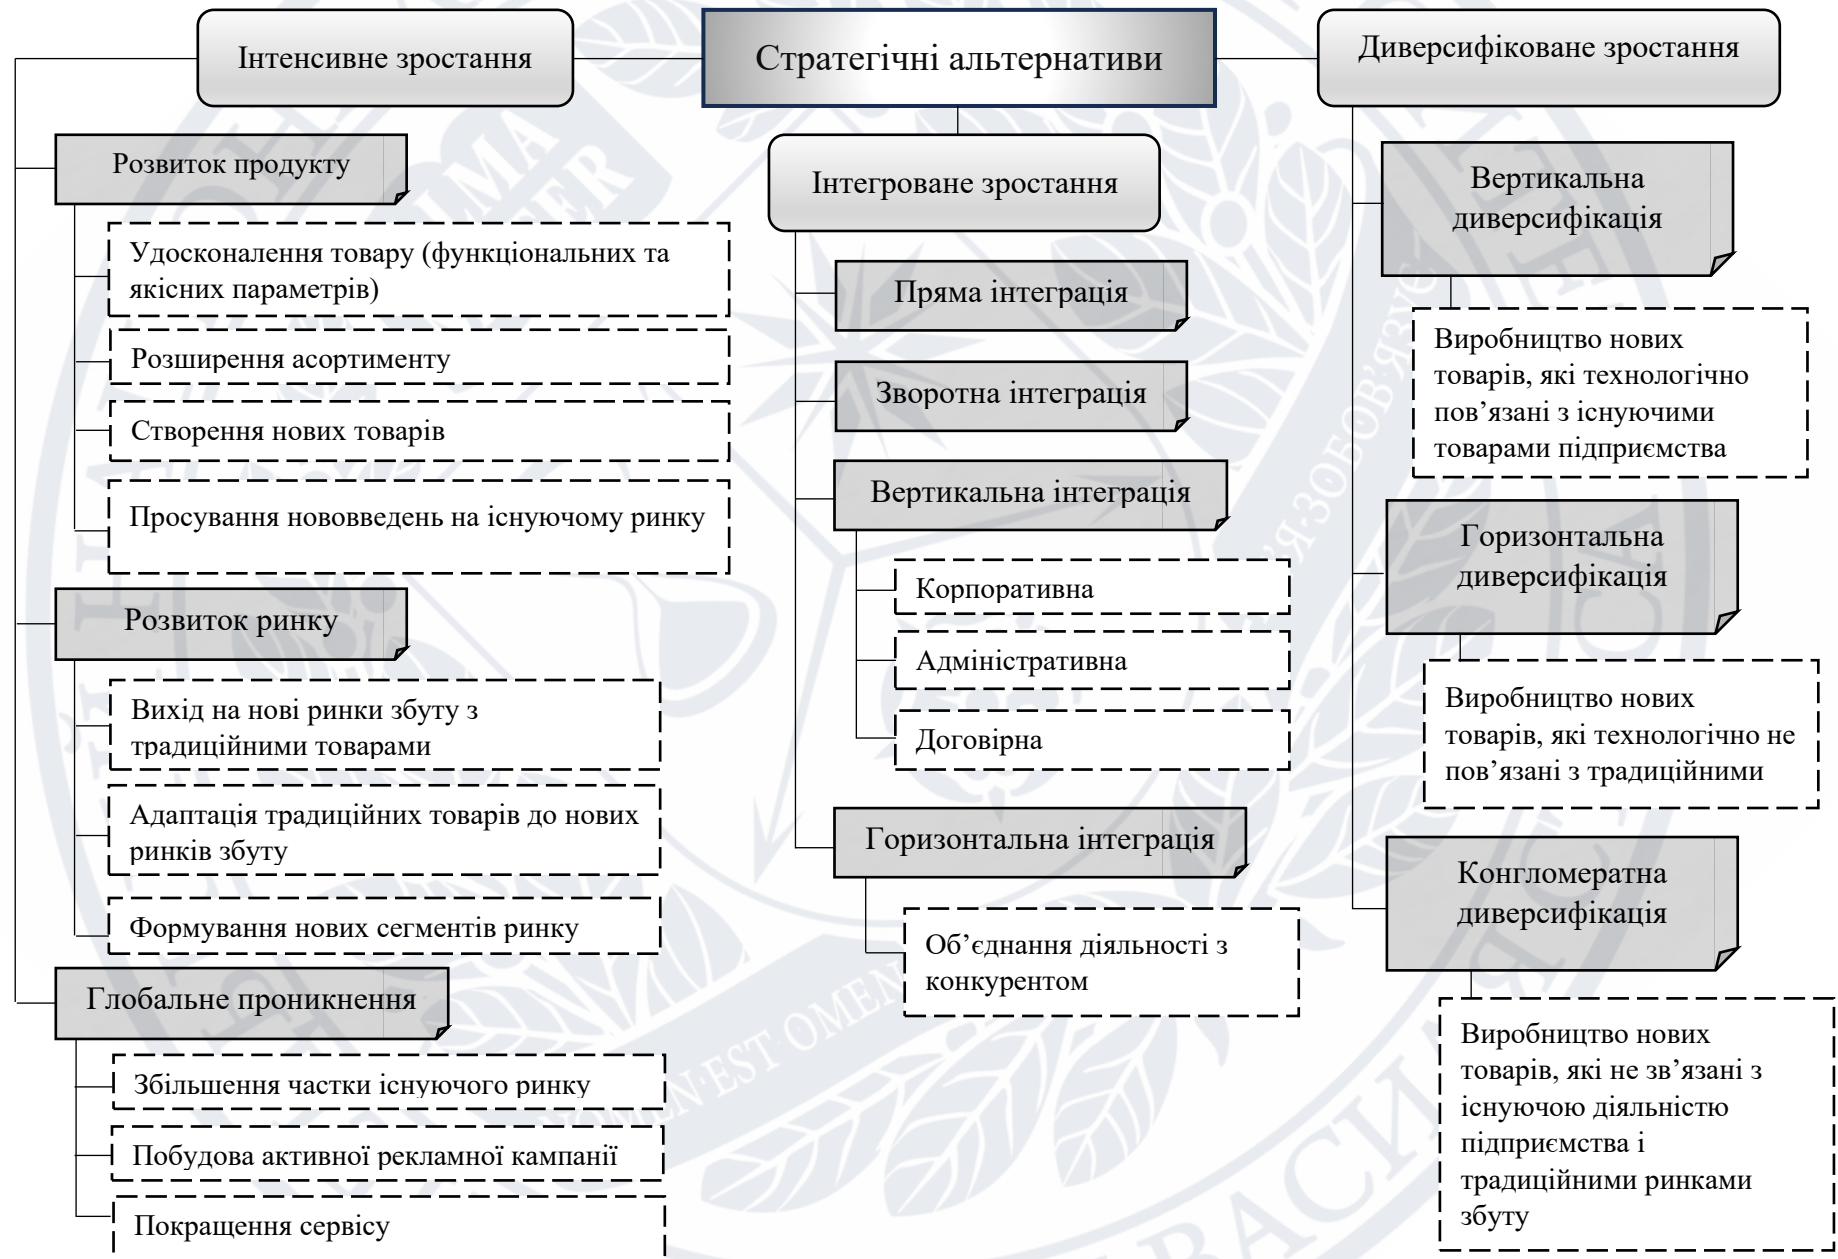 Стратегічні альтернативи
Інтенсивне зростання
Розвиток продукту
Удосконалення товару (функціональних та
якісних параметрів)
Розширення асортименту
Створення нових товарів
Просування нововведень на існуючому ринку
Розвиток ринку
Вихід на нові ринки збуту з
традиційними товарами
Адаптація традиційних товарів до нових
ринків збуту
Формування нових сегментів ринку
Глобальне проникнення
Збільшення частки існуючого ринку
Побудова активної рекламної кампанії
Покращення сервісу
Інтегроване зростання
Пряма інтеграція
Зворотна інтеграція
Вертикальна інтеграція
Корпоративна
Адміністративна
Договірна
Горизонтальна інтеграція
Об’єднання діяльності з
конкурентом
Диверсифіковане зростання
Вертикальна
диверсифікація
Виробництво нових
товарів, які технологічно
пов’язані з існуючими
товарами підприємства
Горизонтальна
диверсифікація
Виробництво нових
товарів, які технологічно не
пов’язані з традиційними
Конгломератна
диверсифікація
Виробництво нових
товарів, які не зв’язані з
існуючою діяльністю
підприємства і
традиційними ринками
збуту